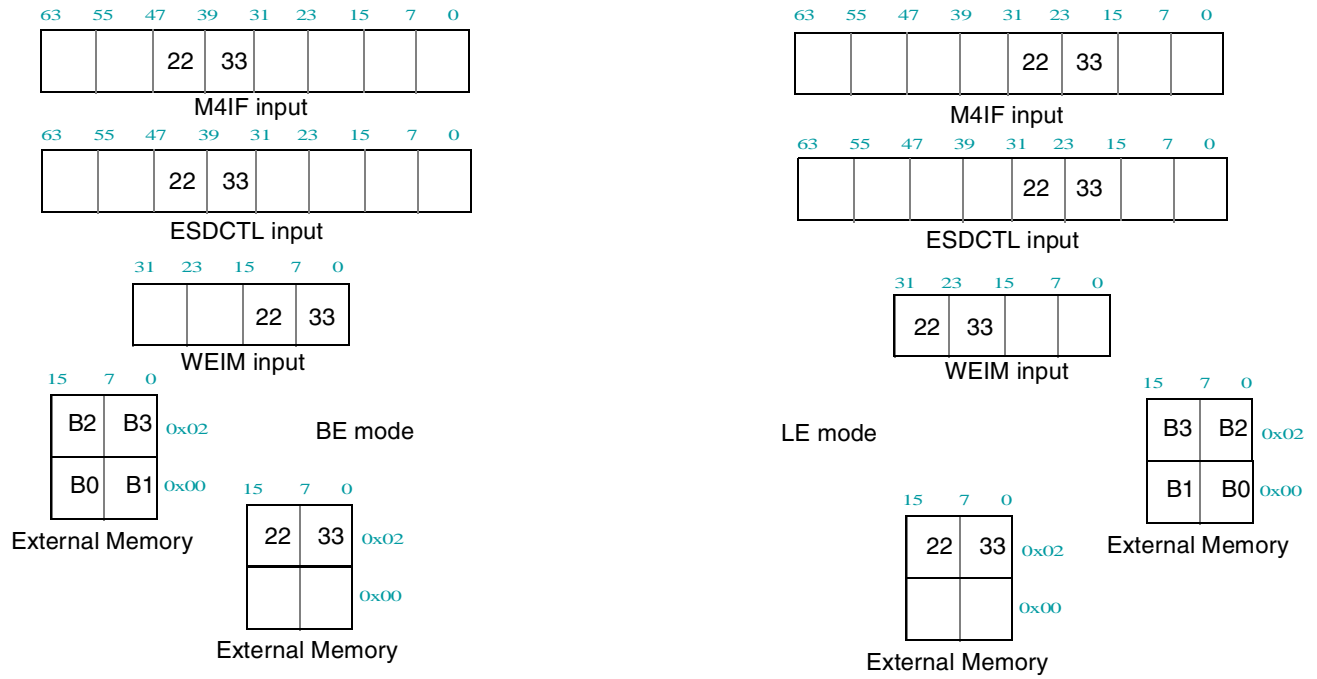 63 55 47 39 31 23 15 7 0
22 33
M4IF input
63 55 47 39 31 23 15 7 0
22 33
ESDCTL input
31 23 15 7 0
22 33
WEIM input
15 7 0
B2 B3 0x02
B0 B1 0x00
External Memory
BE mode
15 7 0
22 33 0x02
0x00
External Memory
63 55 47 39 31 23 15 7 0
22 33
M4IF input
63 55 47 39 31 23 15 7 0
22 33
ESDCTL input
31 23 15 7 0
22 33
WEIM input
LE mode
15 7 0
B3 B2 0x02
B1 B0 0x00
External Memory
15 7 0
22 33 0x02
0x00
External Memory